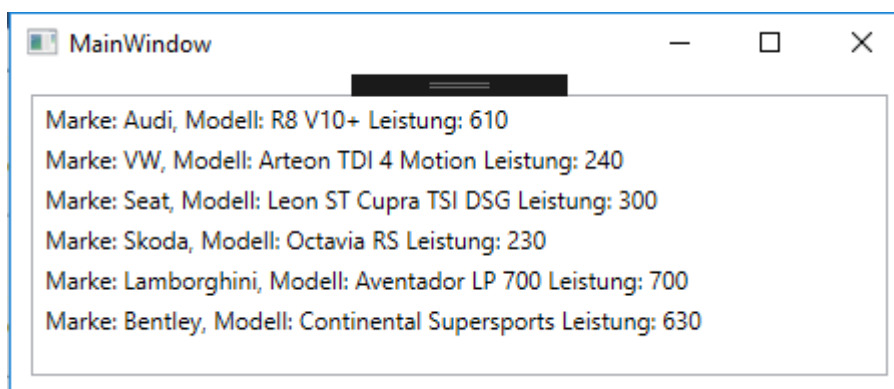 MainWindow
Marke: Audi, Modell: R8 V10+ Leistung: 610
Marke: VW, Modell: Arteon TDI 4 Motion Leistung: 240
Marke: Seat, Modell: Leon ST Cupra TSI DSG Leistung: 300
Marke: Skoda, Modell: Octavia RS Leistung: 230
Marke: Lamborghini, Modell: Aventador LP 700 Leistung: 700
Marke: Bentley, Modell: Continental Supersports Leistung: 630